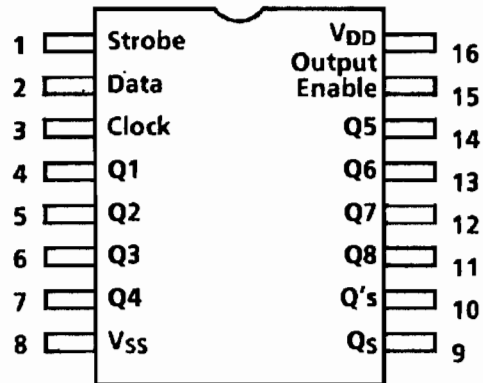 1 Strobe VDD 16
2 Data Output Enable 15
3 Clock Q5 14
4 Q1 Q6 13
5 Q2 Q7 12
6 Q3 Q8 11
7 Q4 Q's 10
8 VSS QS 9